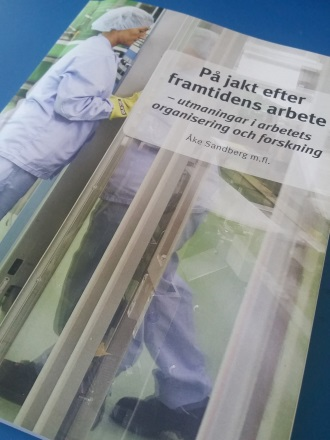 På jakt efter
framtidens arbete
– utmaningar i arbetets
organisering och forskning
Åke Sandberg m.fl.